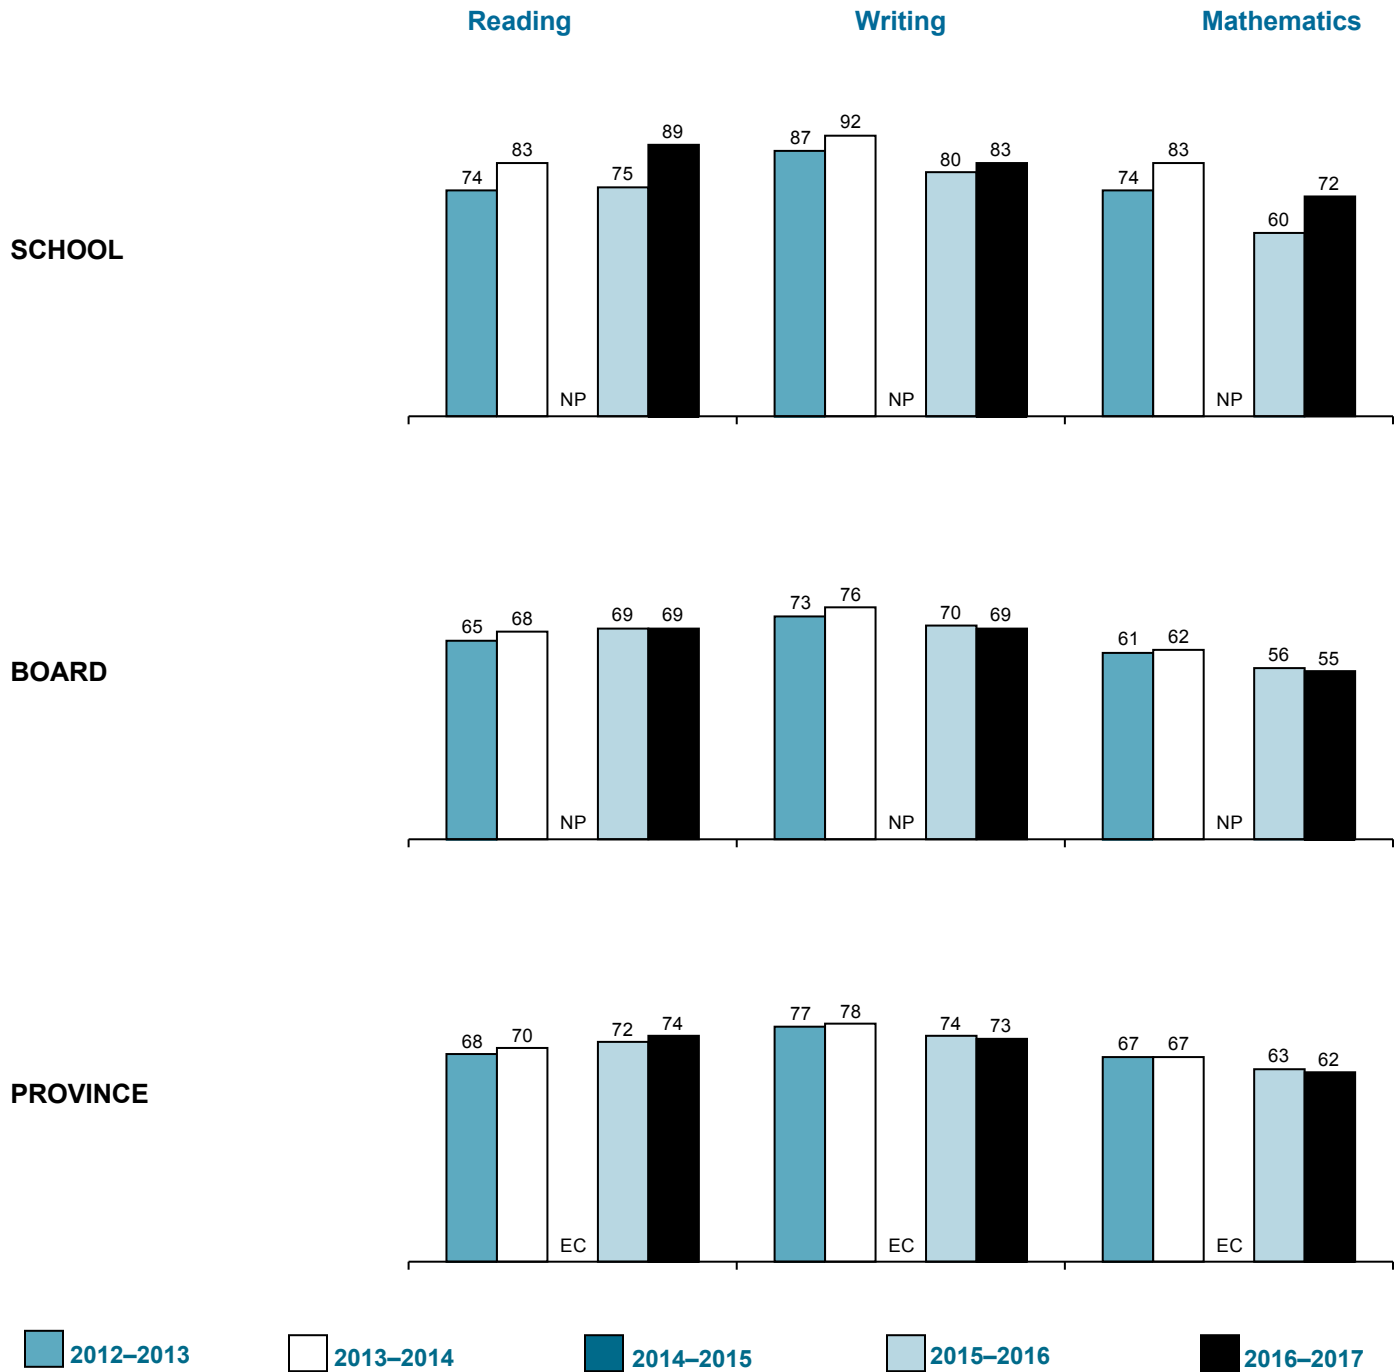 Reading Writing Mathematics
SCHOOL
74 83 NP 75 89 87 92 NP 80 83 74 83 NP 60 72
BOARD
65 68 NP 69 69 73 76 NP 70 69 61 62 NP 56 55
PROVINCE
68 70 EC 72 74 77 78 EC 74 73 67 67 EC 63 62
2012–2013 2013–2014 2014–2015 2015–2016 2016–2017